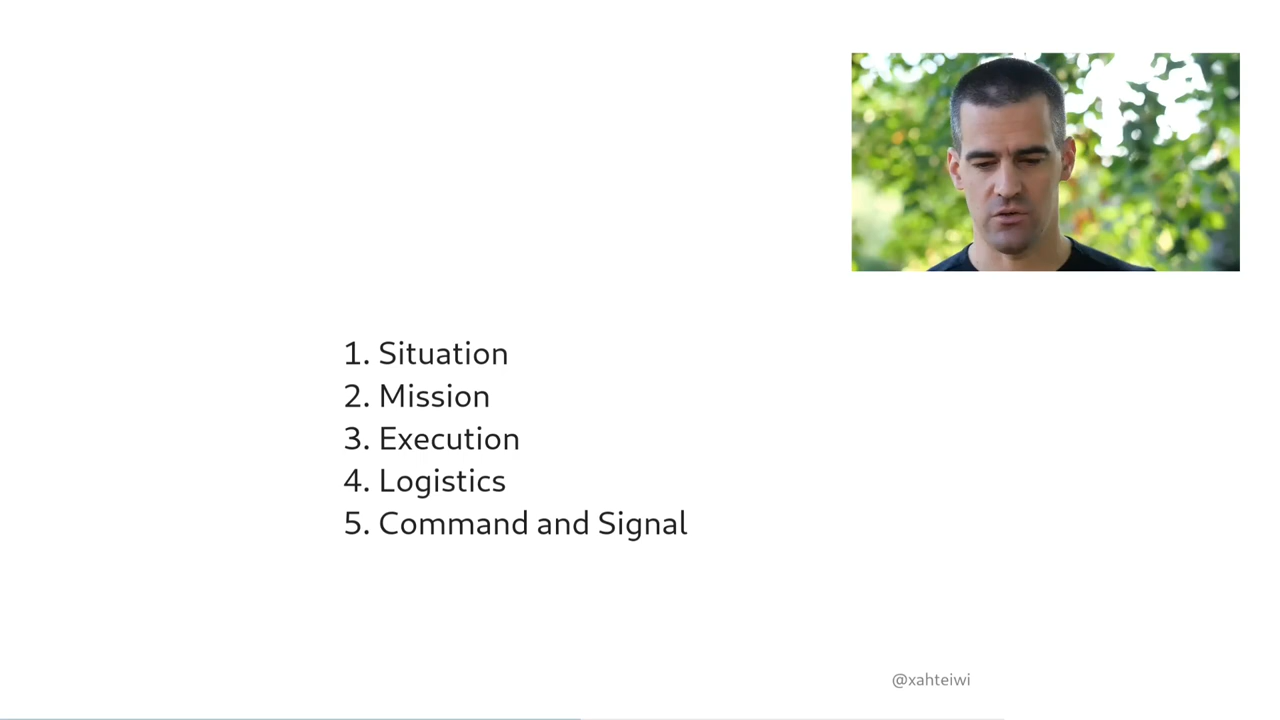 1. Situation
2. Mission
3. Execution
4. Logistics
5. Command and Signal
@xahteiwi